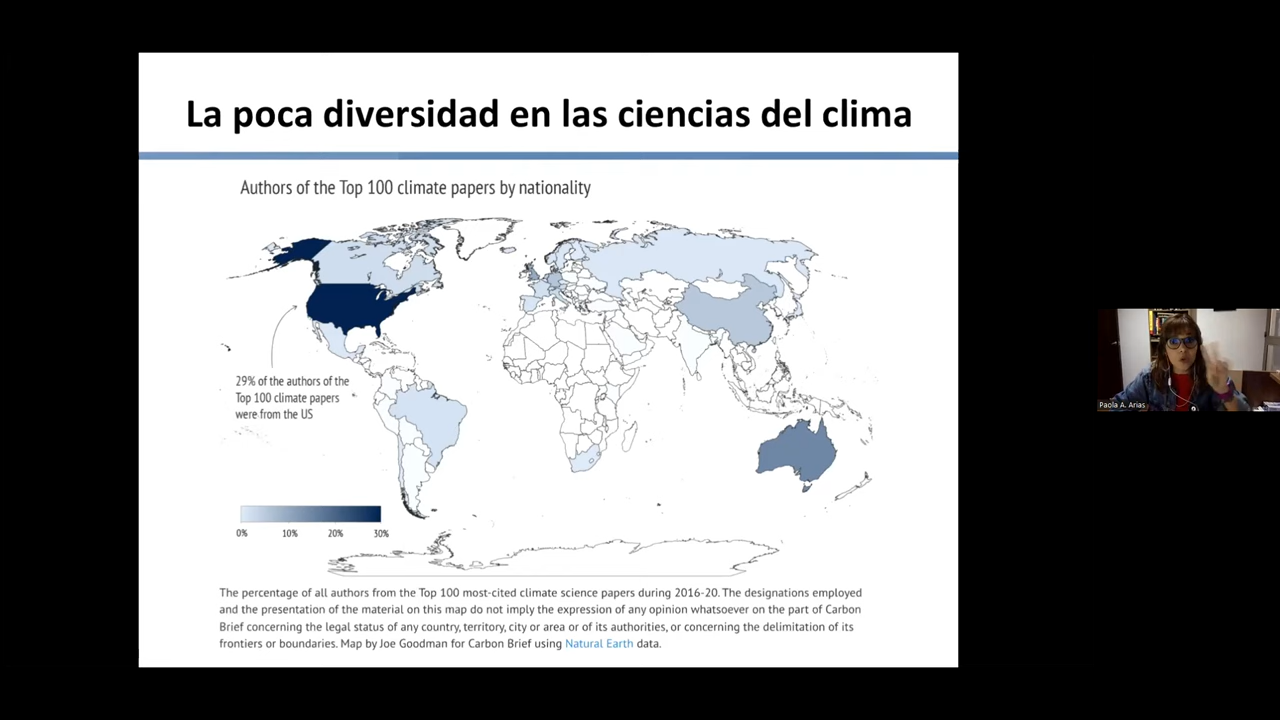 La poca diversidad en las ciencias del clima
Authors of the Top 100 climate papers by nationality
29% of the authors of the
Top 100 climate papers
were from the US
0% 10% 20% 30%
The percentage of all authors from the Top 100 most-cited climate science papers during 2016-20. The designations employed
and the presentation of the material on this map do not imply the expression of any opinion whatsoever on the part of Carbon
Brief concerning the legal status of any country, territory, city or area or of its authorities, or concerning the delimitation of its
frontiers or boundaries. Map by Joe Goodman for Carbon Brief using Natural Earth data.
Paola A. Arias